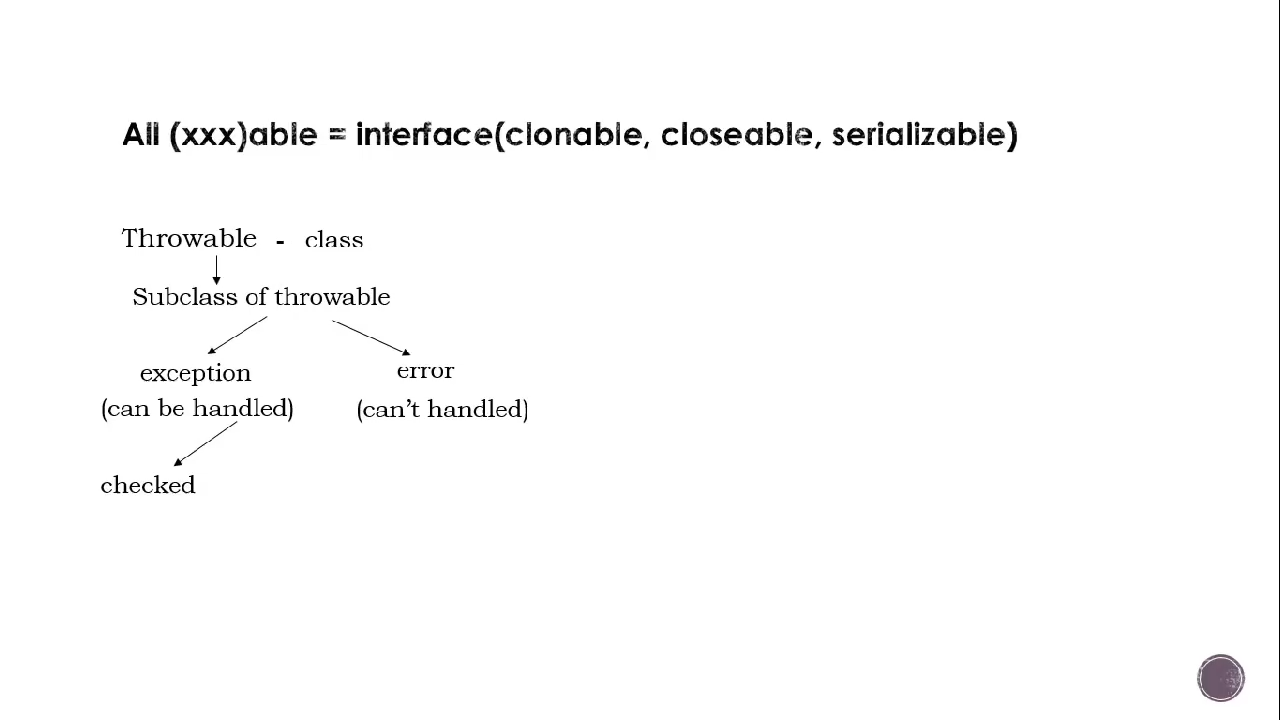 All (xxx)able = interface(clonable, closeable, serializable)
Throwable - class
Subclass of throwable
exception error
(can be handled) (can't handled)
checked